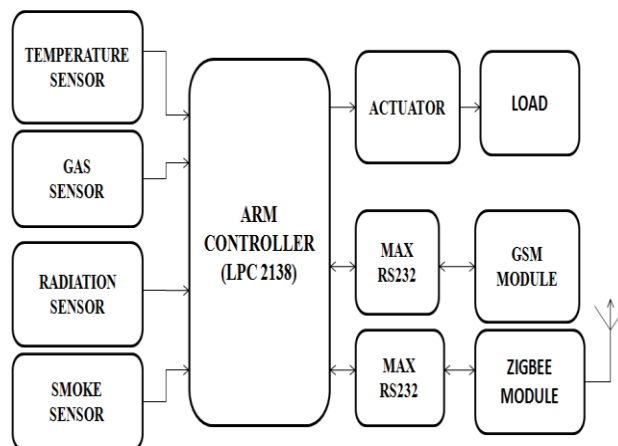 TEMPERATURE
SENSOR
GAS
SENSOR
RADIATION
SENSOR
SMOKE
SENSOR
ARM
CONTROLLER
(LPC 2138)
ACTUATOR
LOAD
MAX
RS232
GSM
MODULE
MAX
RS232
ZIGBEE
MODULE